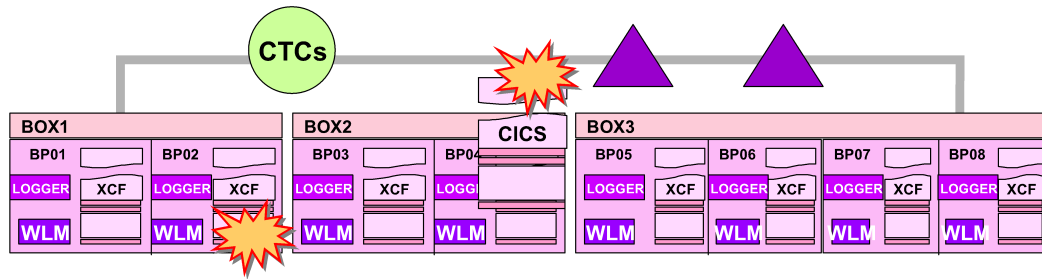 CTCs
BOX1
BOX2
CICS
BOX3
BP01
BP02
BP03
BP04
BP05
BP06
BP07
BP08
LOGGER
XCF
LOGGER
XCF
LOGGER
XCF
LOGG
LOGGER
XCF
LOGGER
XCF
LOGGER
XCF
LOGGER
XCF
WLM
WLM
WLM
WLM
WLM
WLM
WLM
WLM